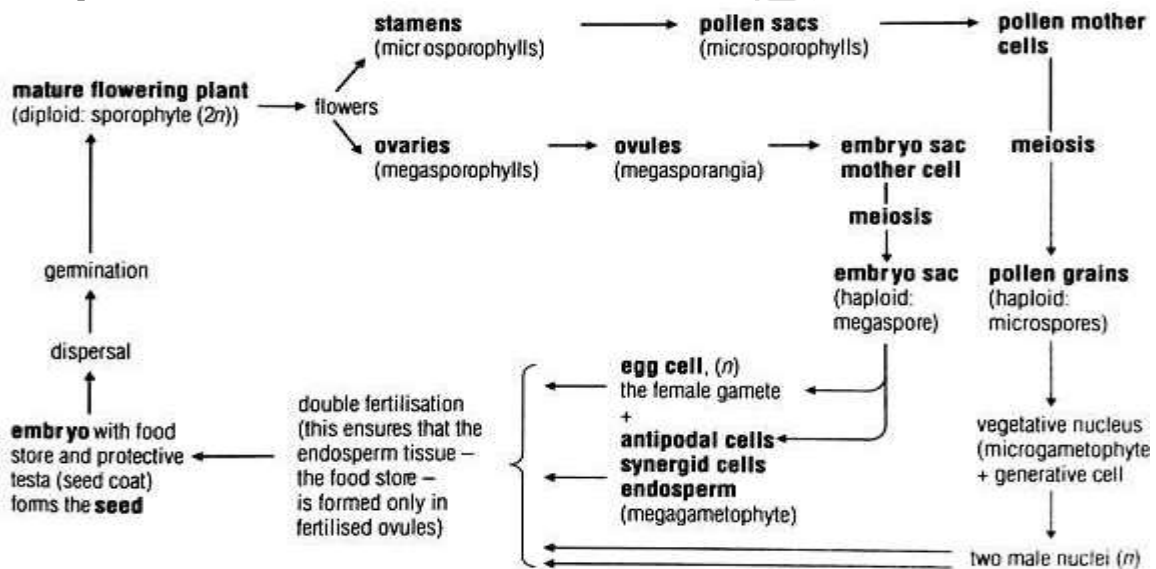 stamens
(microsporophylls)
pollen sacs
(microsporophylls)
pollen mother
cells
mature flowering plant
(diploid: sporophyte (2n))
flowers
ovaries
(megasporophylls)
ovules
(megasporangia)
embryo sac
mother cell
meiosis
meiosis
embryo sac
(haploid:
megaspore)
pollen grains
(haploid:
microspores)
germination
dispersal
embryo with food
store and protective
testa (seed coat)
forms the seed
double fertilisation
(this ensures that the
endosperm tissue –
the food store –
is formed only in
fertilised ovules)
egg cell, (n)
the female gamete
+
antipodal cells
synergid cells
endosperm
(megagametophyte)
vegetative nucleus
(microgametophyte
+ generative cell
two male nuclei (n)